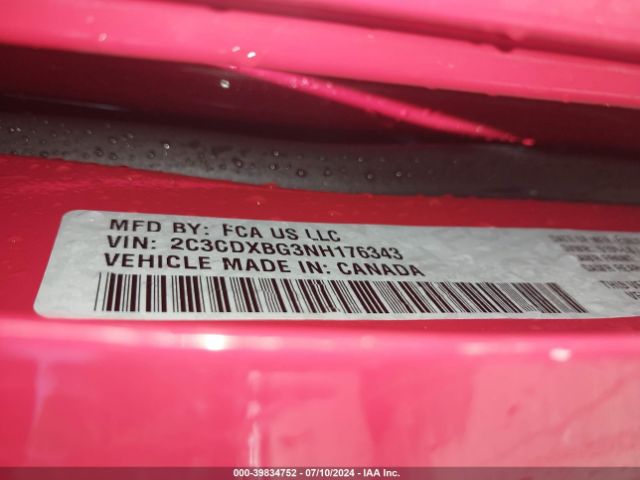 MFD BY: FCA US LLC
VIN: 2C3CDXBG3NH176343
VEHICLE MADE IN: CANADA
000-39834752 - 07/10/2024 - IAA Inc.